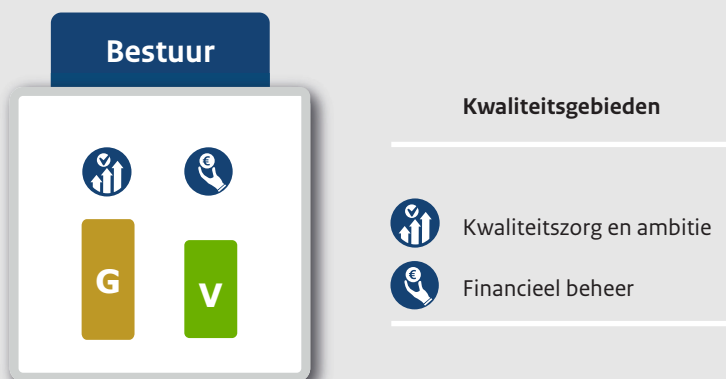 Bestuur
G
V
Kwaliteitsgebieden
Kwaliteitszorg en ambitie
Financieel beheer